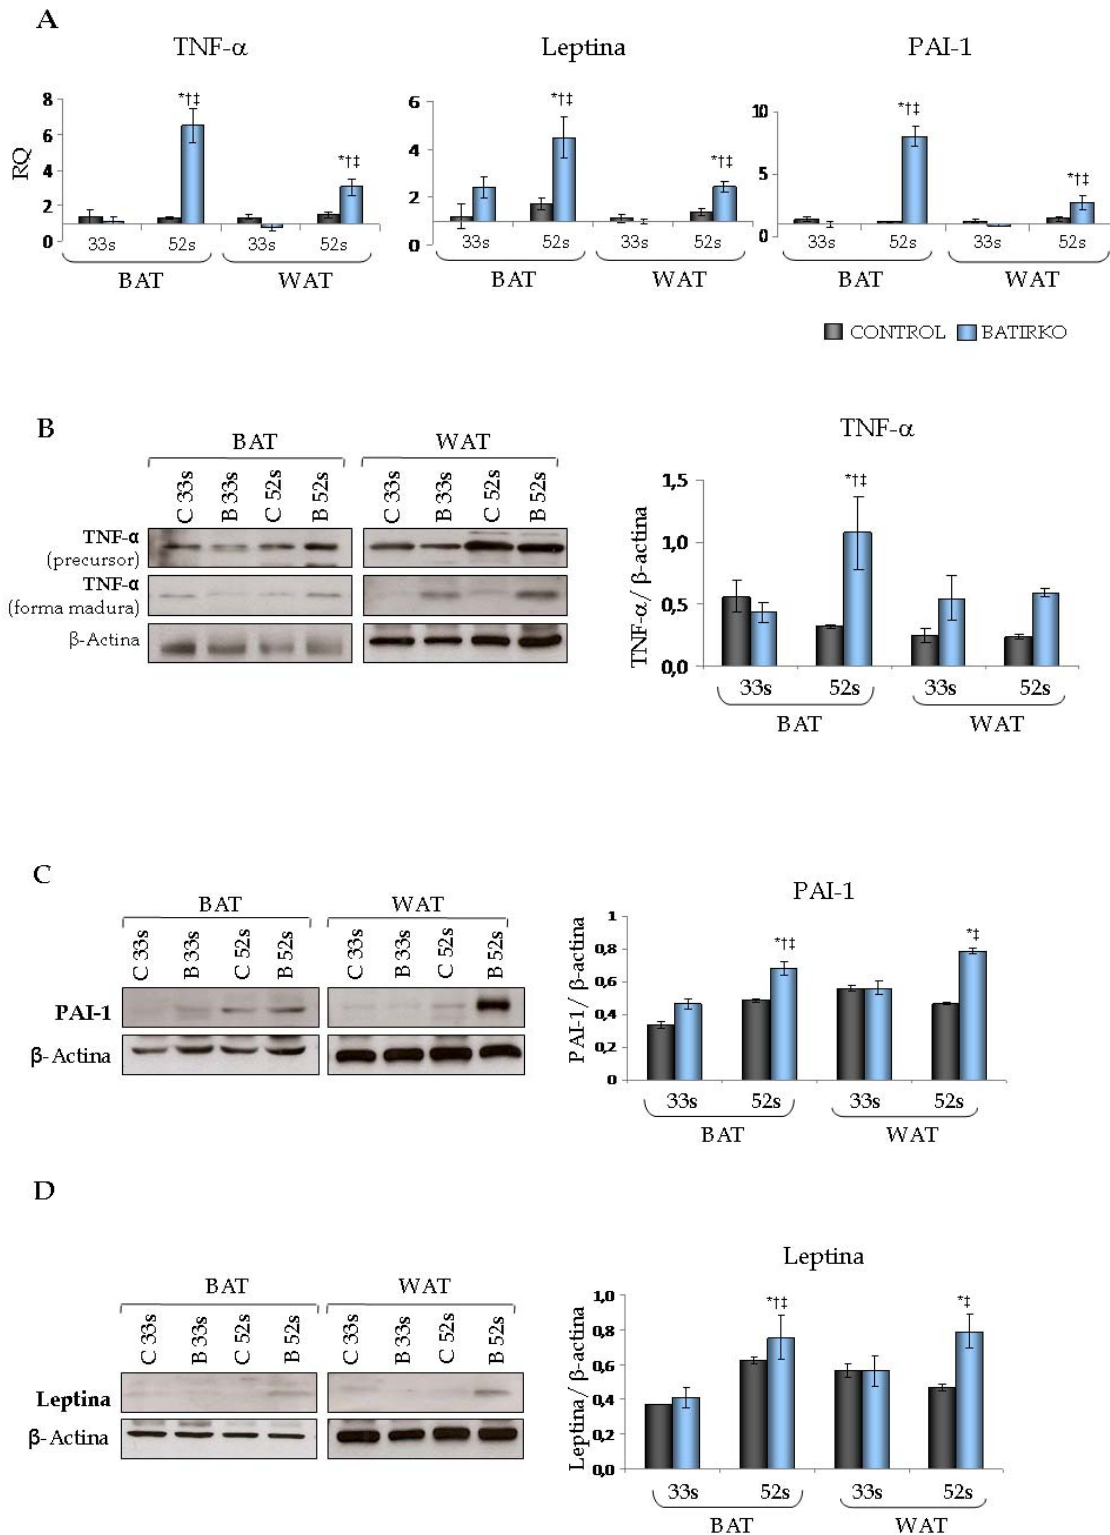 A
TNF-α
Leptina
PAI-1
RQ
8
6
4
2
0
*†‡
*†‡
33s 52s 33s 52s
BAT WAT
6
4
2
0
*†‡
*†‡
33s 52s 33s 52s
BAT WAT
10
5
0
*†‡
*†‡
33s 52s 33s 52s
BAT WAT
CONTROL BATIRKO
B
BAT WAT
C 33s B 33s C 52s B 52s C 33s B 33s C 52s B 52s
TNF-α
(precursor)
TNF-α
(forma madura)
β-Actina
TNF-α
TNF-α/ β-actina
1,5
1,0
0,5
0,0
*†‡
33s 52s 33s 52s
BAT WAT
C
BAT WAT
C 33s B 33s C 52s B 52s C 33s B 33s C 52s B 52s
PAI-1
β-Actina
PAI-1
PAI-1/ β-actina
1
0,8
0,6
0,4
0,2
0
*†‡
*‡
33s 52s 33s 52s
BAT WAT
D
BAT WAT
C 33s B 33s C 52s B 52s C 33s B 33s C 52s B 52s
Leptina
β-Actina
Leptina
Leptina/ β-actina
1,0
0,8
0,6
0,4
0,2
0,0
*†‡
*‡
33s 52s 33s 52s
BAT WAT